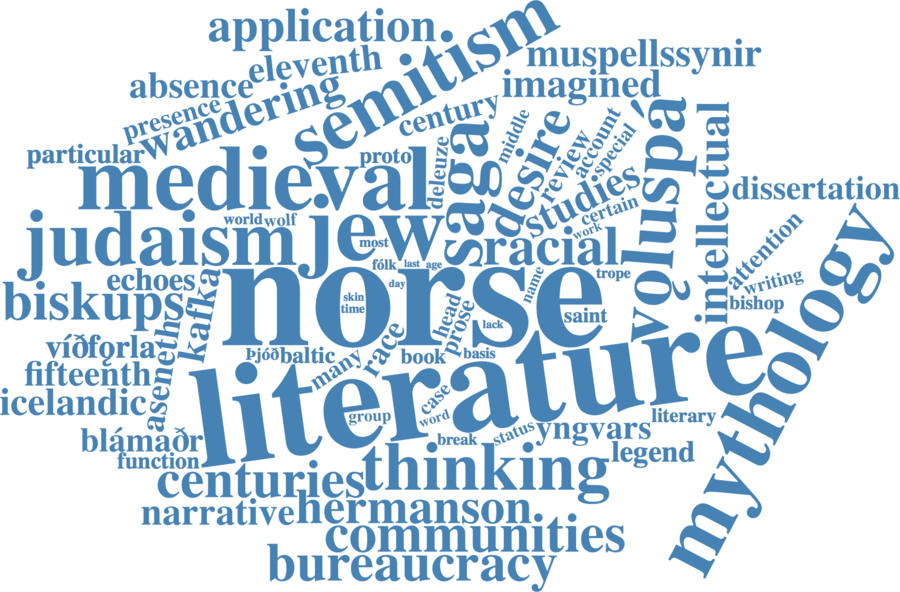 application
semitism
muspellssynir
eleventh
absence
imagined
wandering
presence
century
middle
account
special
review
desire
saga
deleuze
vǫluspá
intellectual
particular
medieval
proto
studies
certain
work
dissertation
judaism
world
wolf
jew
most
racial
attention
mythology
echoes
fólk
last
age
day
norse
name
trope
writing
biskups
kafka
skin
time
head
prose
lack
saint
bishop
víðforla
aseneth
Þjóð
baltic
many
race
book
basis
literature
fifteenth
icelandic
group
case
word
literary
blámaðr
break
status
yngvars
function
legend
centuries
thinking
narrative
hermanson
communities
bureaucracy